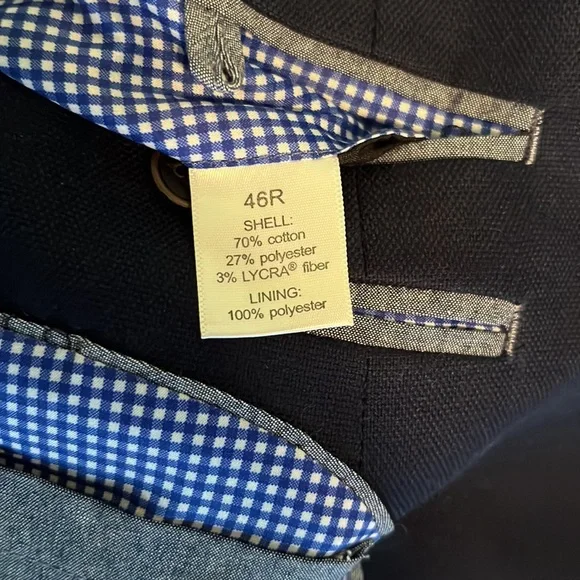 46R
SHELL:
70% cotton
27% polyester
3% LYCRA® fiber
LINING:
100% polyester